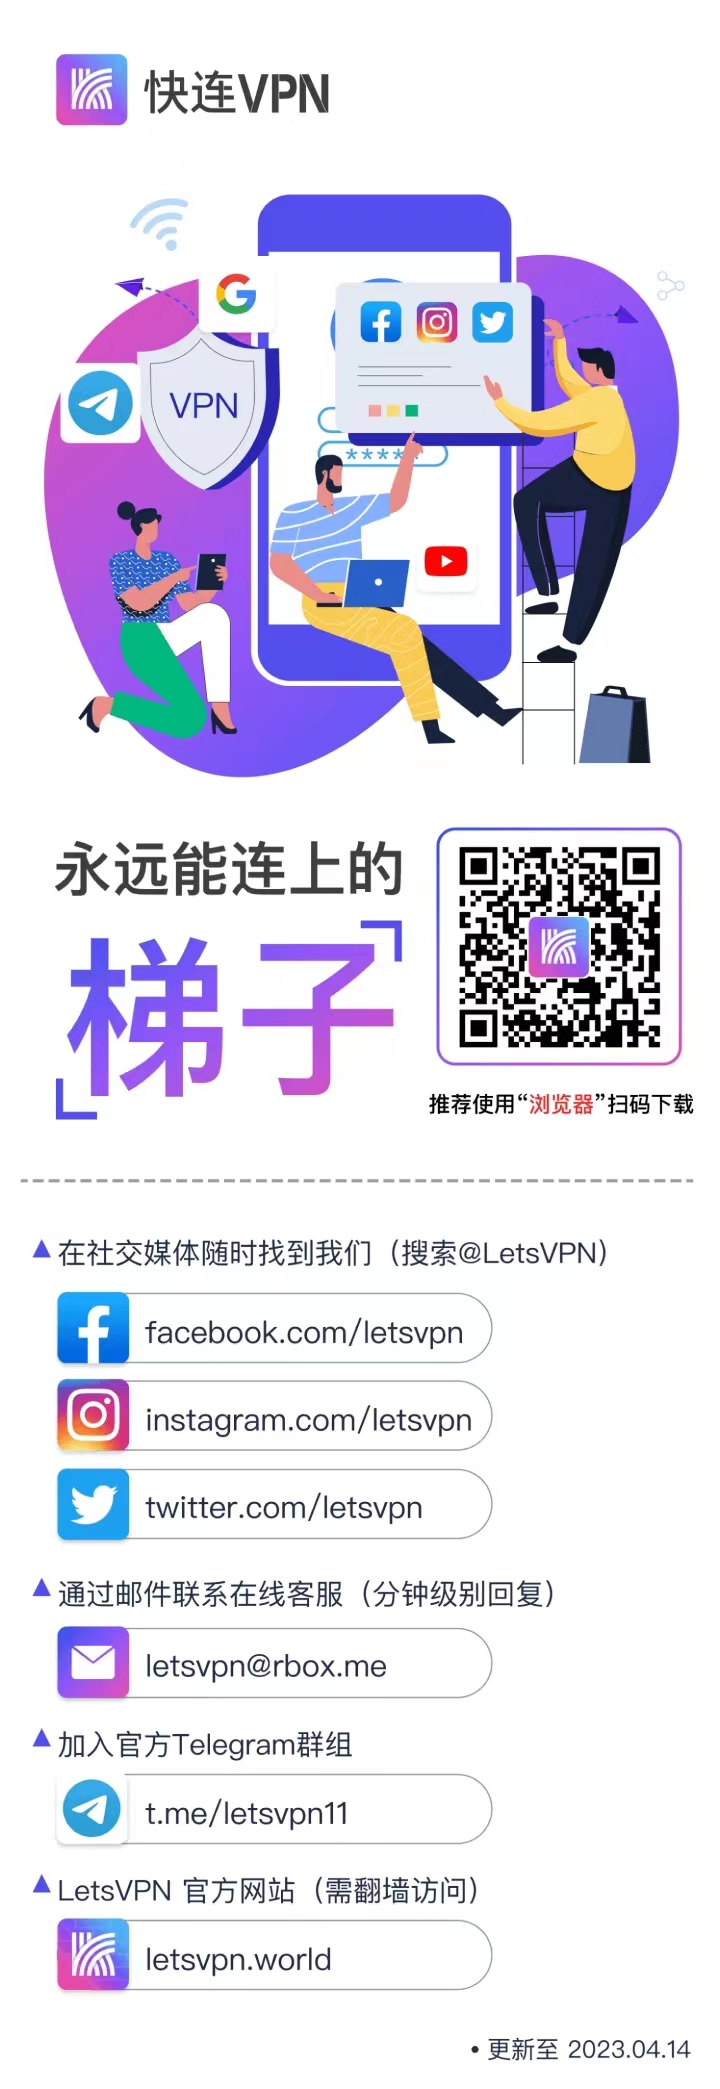 快连VPN
VPN
*****
永远能连上的
梯子
推荐使用“浏览器”扫码下载
在社交媒体随时找到我们（搜索@LetsVPN）
facebook.com/letsvpn
instagram.com/letsvpn
twitter.com/letsvpn
通过邮件联系在线客服（分钟级别回复）
letsvpn@rbox.me
加入官方Telegram群组
t.me/letsvpn11
LetsVPN 官方网站（需翻墙访问）
letsvpn.world
• 更新至 2023.04.14